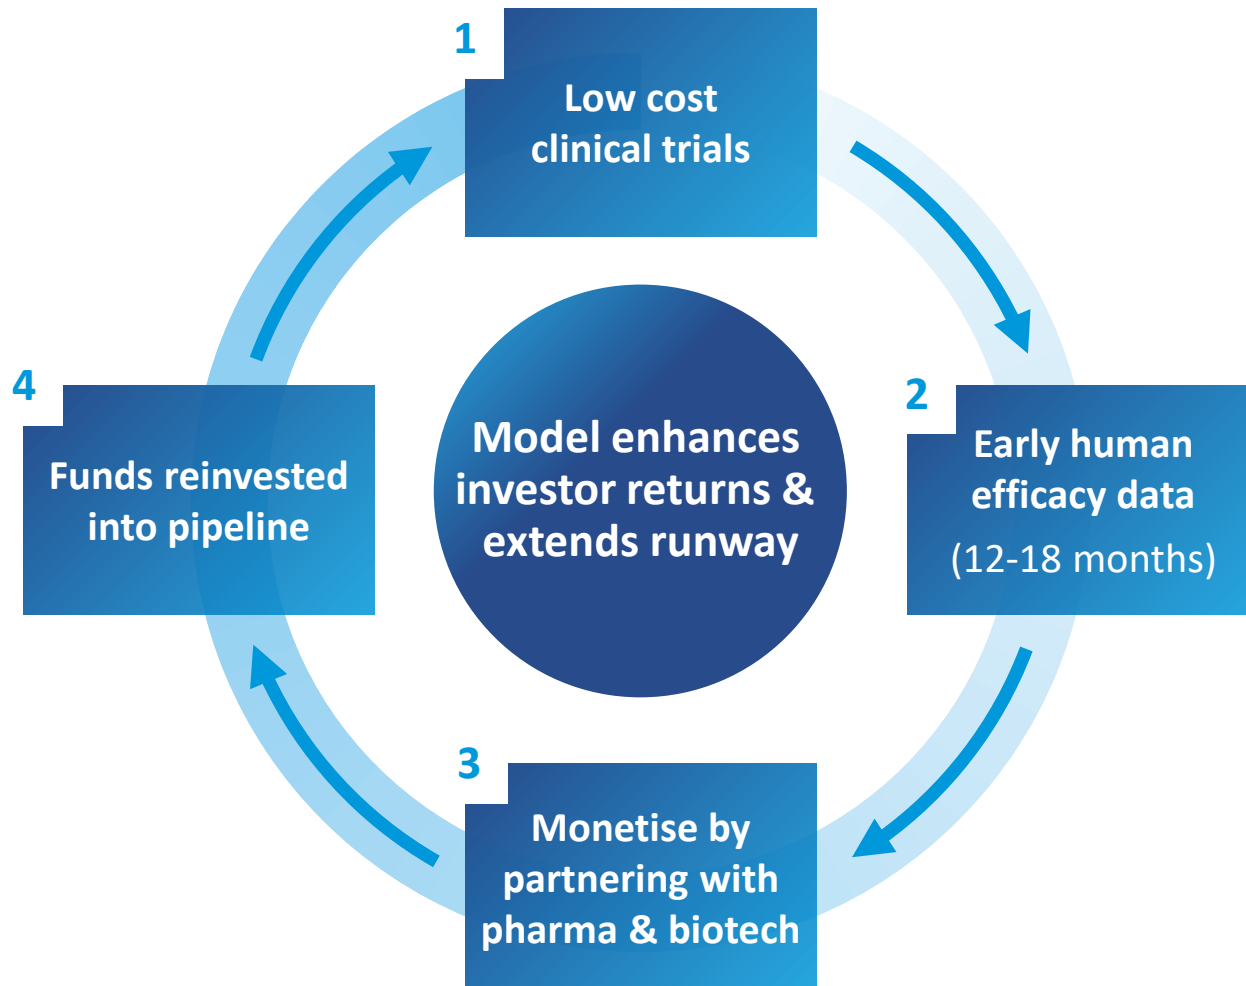 1
Low cost
clinical trials
2
Early human
efficacy data
(12-18 months)
3
Monetise by
partnering with
pharma & biotech
4
Funds reinvested
into pipeline
Model enhances
investor returns &
extends runway